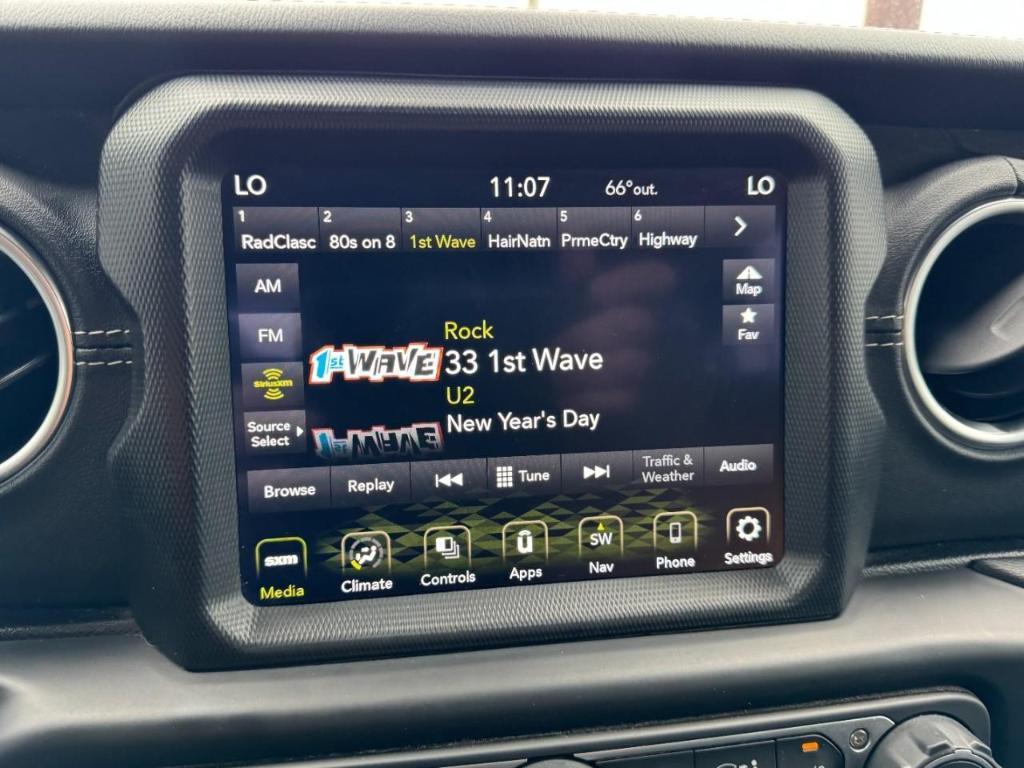 LO 11:07 66° out. LO
1 2 3 4 5 6
RadClasc 80s on 8 1st Wave HairNatn PrmeCtry Highway
AM
Map
FM
Fav
Rock
1st WAVE
33 1st Wave
siriusxm
U2
Source
Select
New Year's Day
1st WAVE
Browse Replay Tune Traffic &
Weather Audio
sxm SW
Media Climate Controls Apps Nav Phone Settings